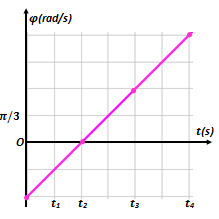 φ(rad/s)
π/3
O
t(s)
t₁ t₂ t₃ t₄